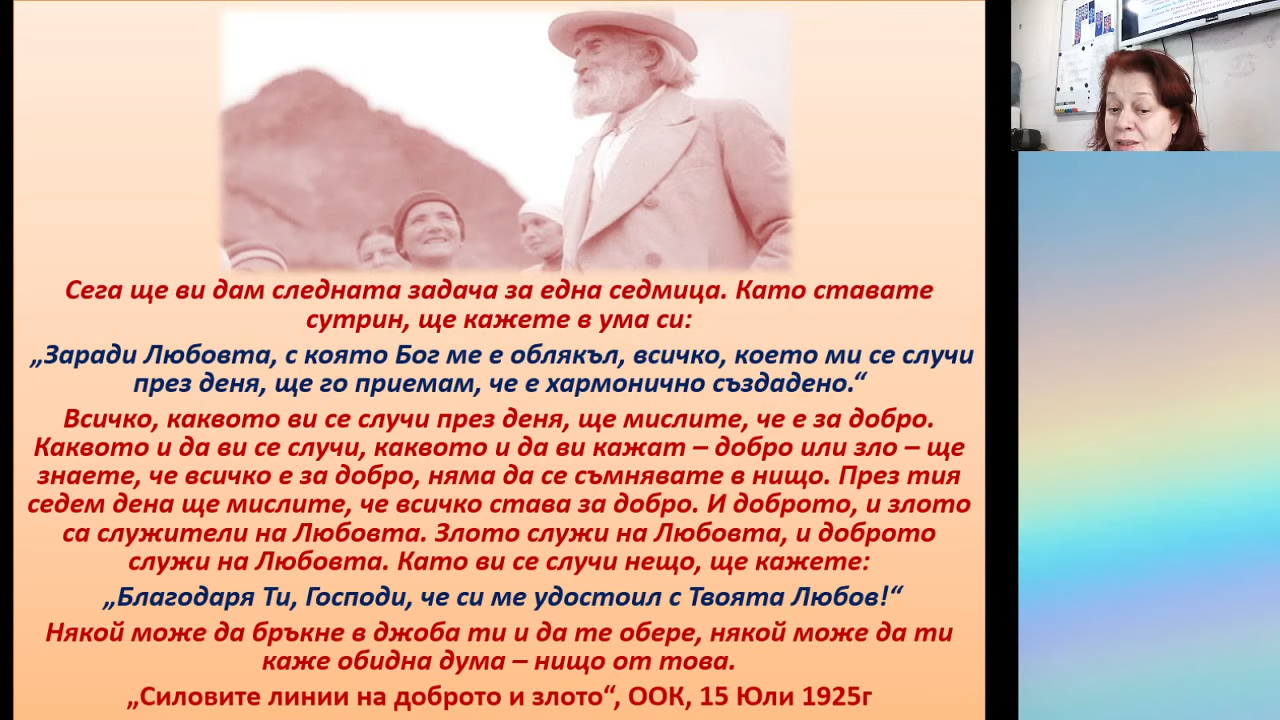 Сега ще ви дам следната задача за една седмица. Като ставате
сутрин, ще кажете в ума си:
„Заради Любовта, с която Бог ме е облякъл, всичко, което ми се случи
през деня, ще го приемам, че е хармонично създадено.“
Всичко, каквото ви се случи през деня, ще мислите, че е за добро.
Каквото и да ви се случи, каквото и да ви кажат – добро или зло – ще
знаете, че всичко е за добро, няма да се съмнявате в нищо. През тия
седем дена ще мислите, че всичко става за добро. И доброто, и злото
са служители на Любовта. Злото служи на Любовта, и доброто
служи на Любовта. Като ви се случи нещо, ще кажете:
„Благодаря Ти, Господи, че си ме удостоил с Твоята Любов!“
Някой може да бръкне в джоба ти и да те обере, някой може да ти
каже обидна дума – нищо от това.
„Силовите линии на доброто и злото“, ООК, 15 Юли 1925г